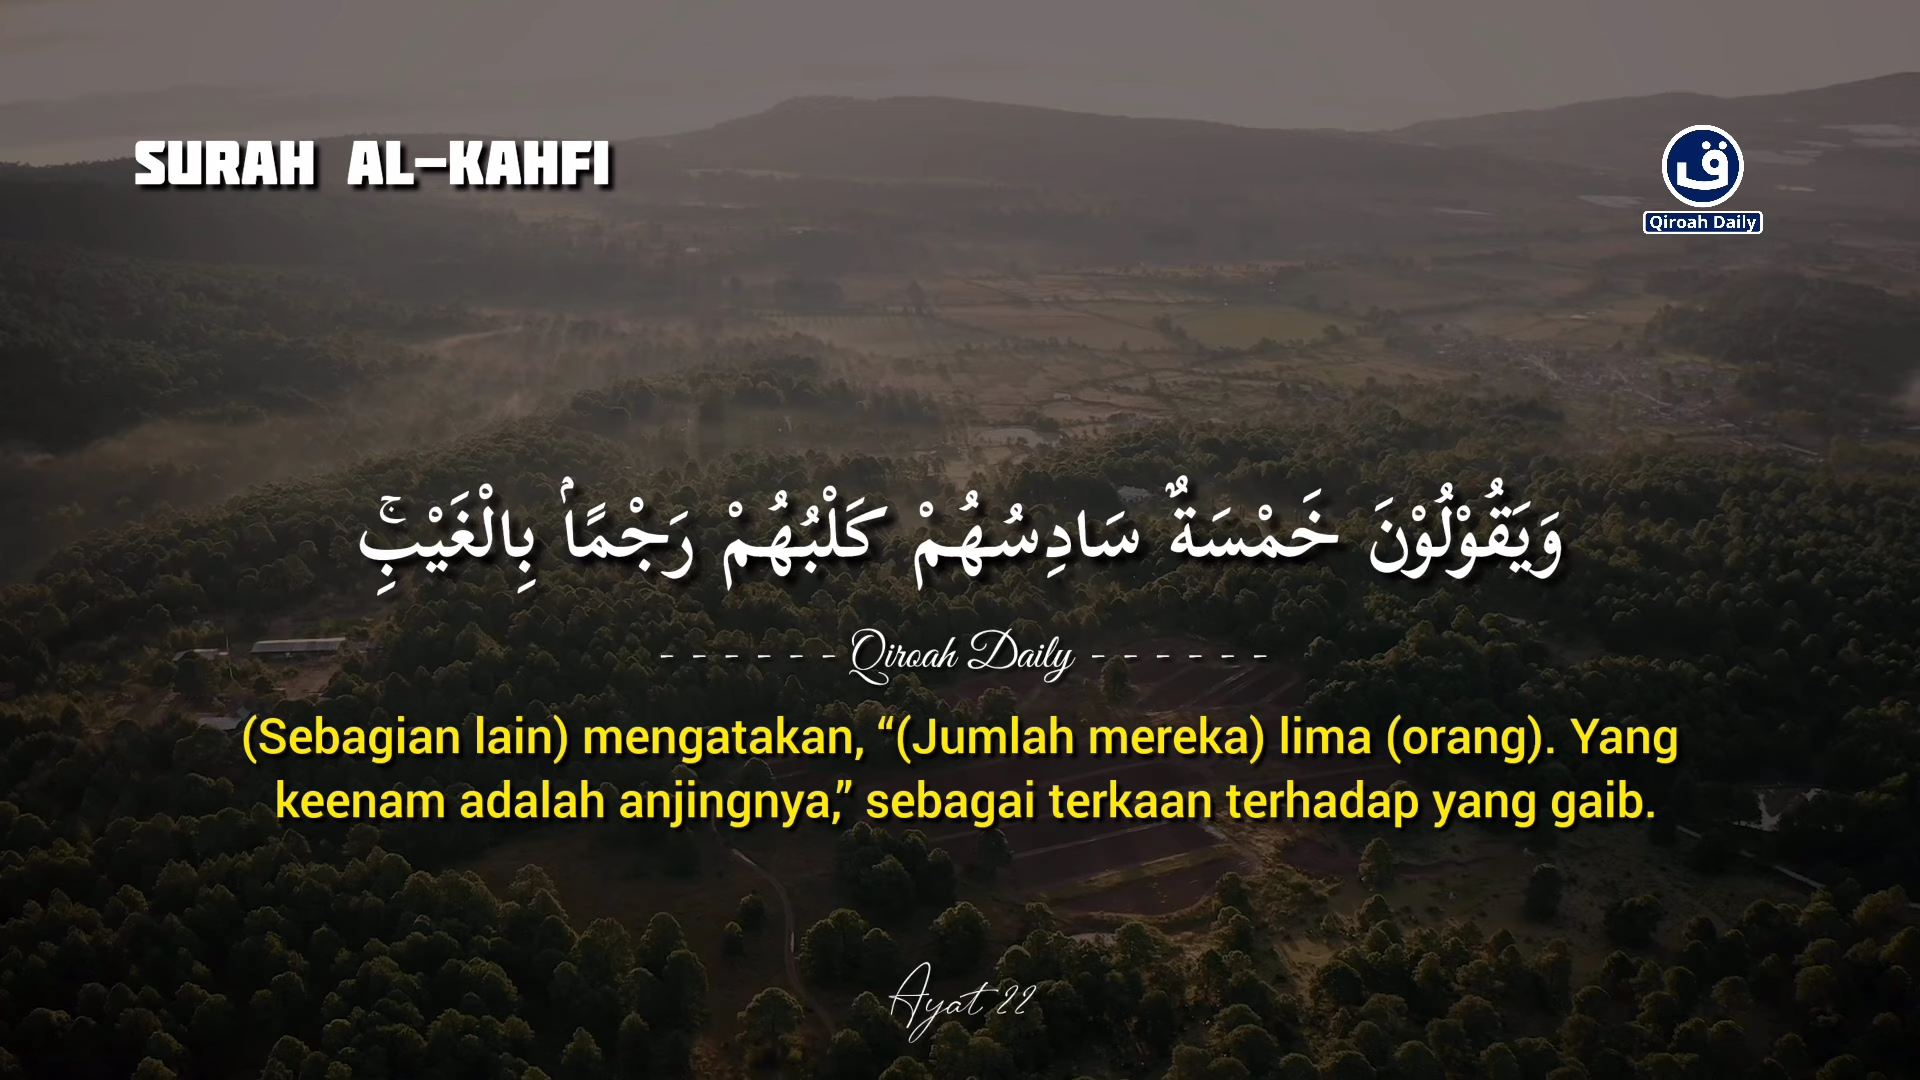 SURAH AL-KAHFI
ق
Qiroah Daily
وَيَقُوْلُوْنَ خَمْسَةٌ سَادِسُهُمْ كَلْبُهُمْ رَجْمًاۢ بِالْغَيْبِۚ
- - - - - - Qiroah Daily - - - - - -
(Sebagian lain) mengatakan, “(Jumlah mereka) lima (orang). Yang
keenam adalah anjingnya,” sebagai terkaan terhadap yang gaib.
Ayat 22